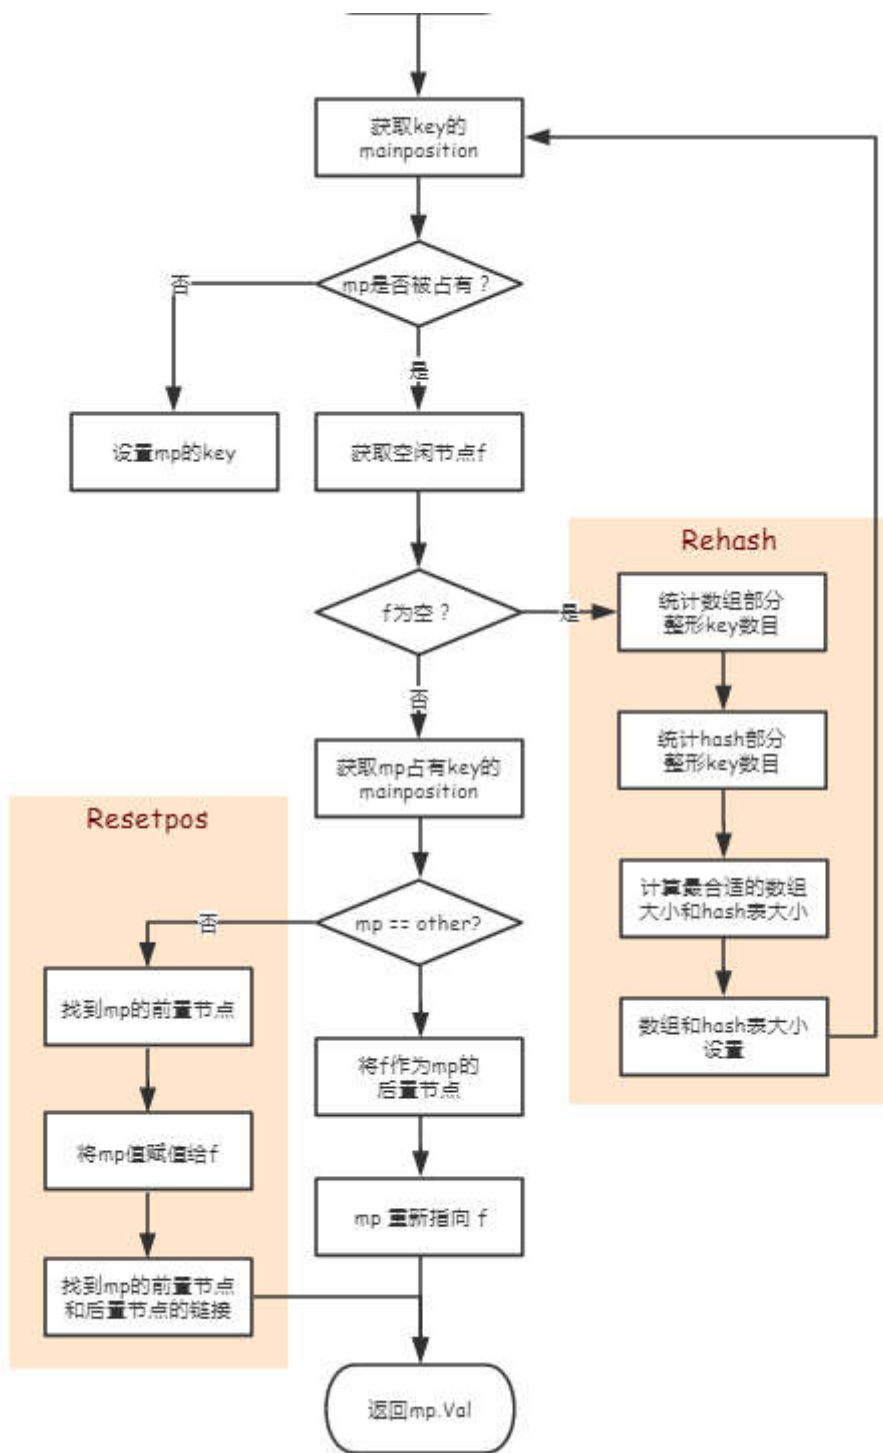 获取key的
mainposition
mp是否被占有？
否
是
设置mp的key
获取空闲节点f
Rehash
f为空？
是
统计数组部分
整形key数目
否
统计hash部分
整形key数目
获取mp占有key的
mainposition
Resetpos
计算最合适的数组
大小和hash表大小
mp == other?
否
找到mp的前置节点
数组和hash表大小
设置
将f作为mp的
后置节点
将mp值赋值给f
mp 重新指向 f
找到mp的前置节点
和后置节点的链接
返回mp.Val